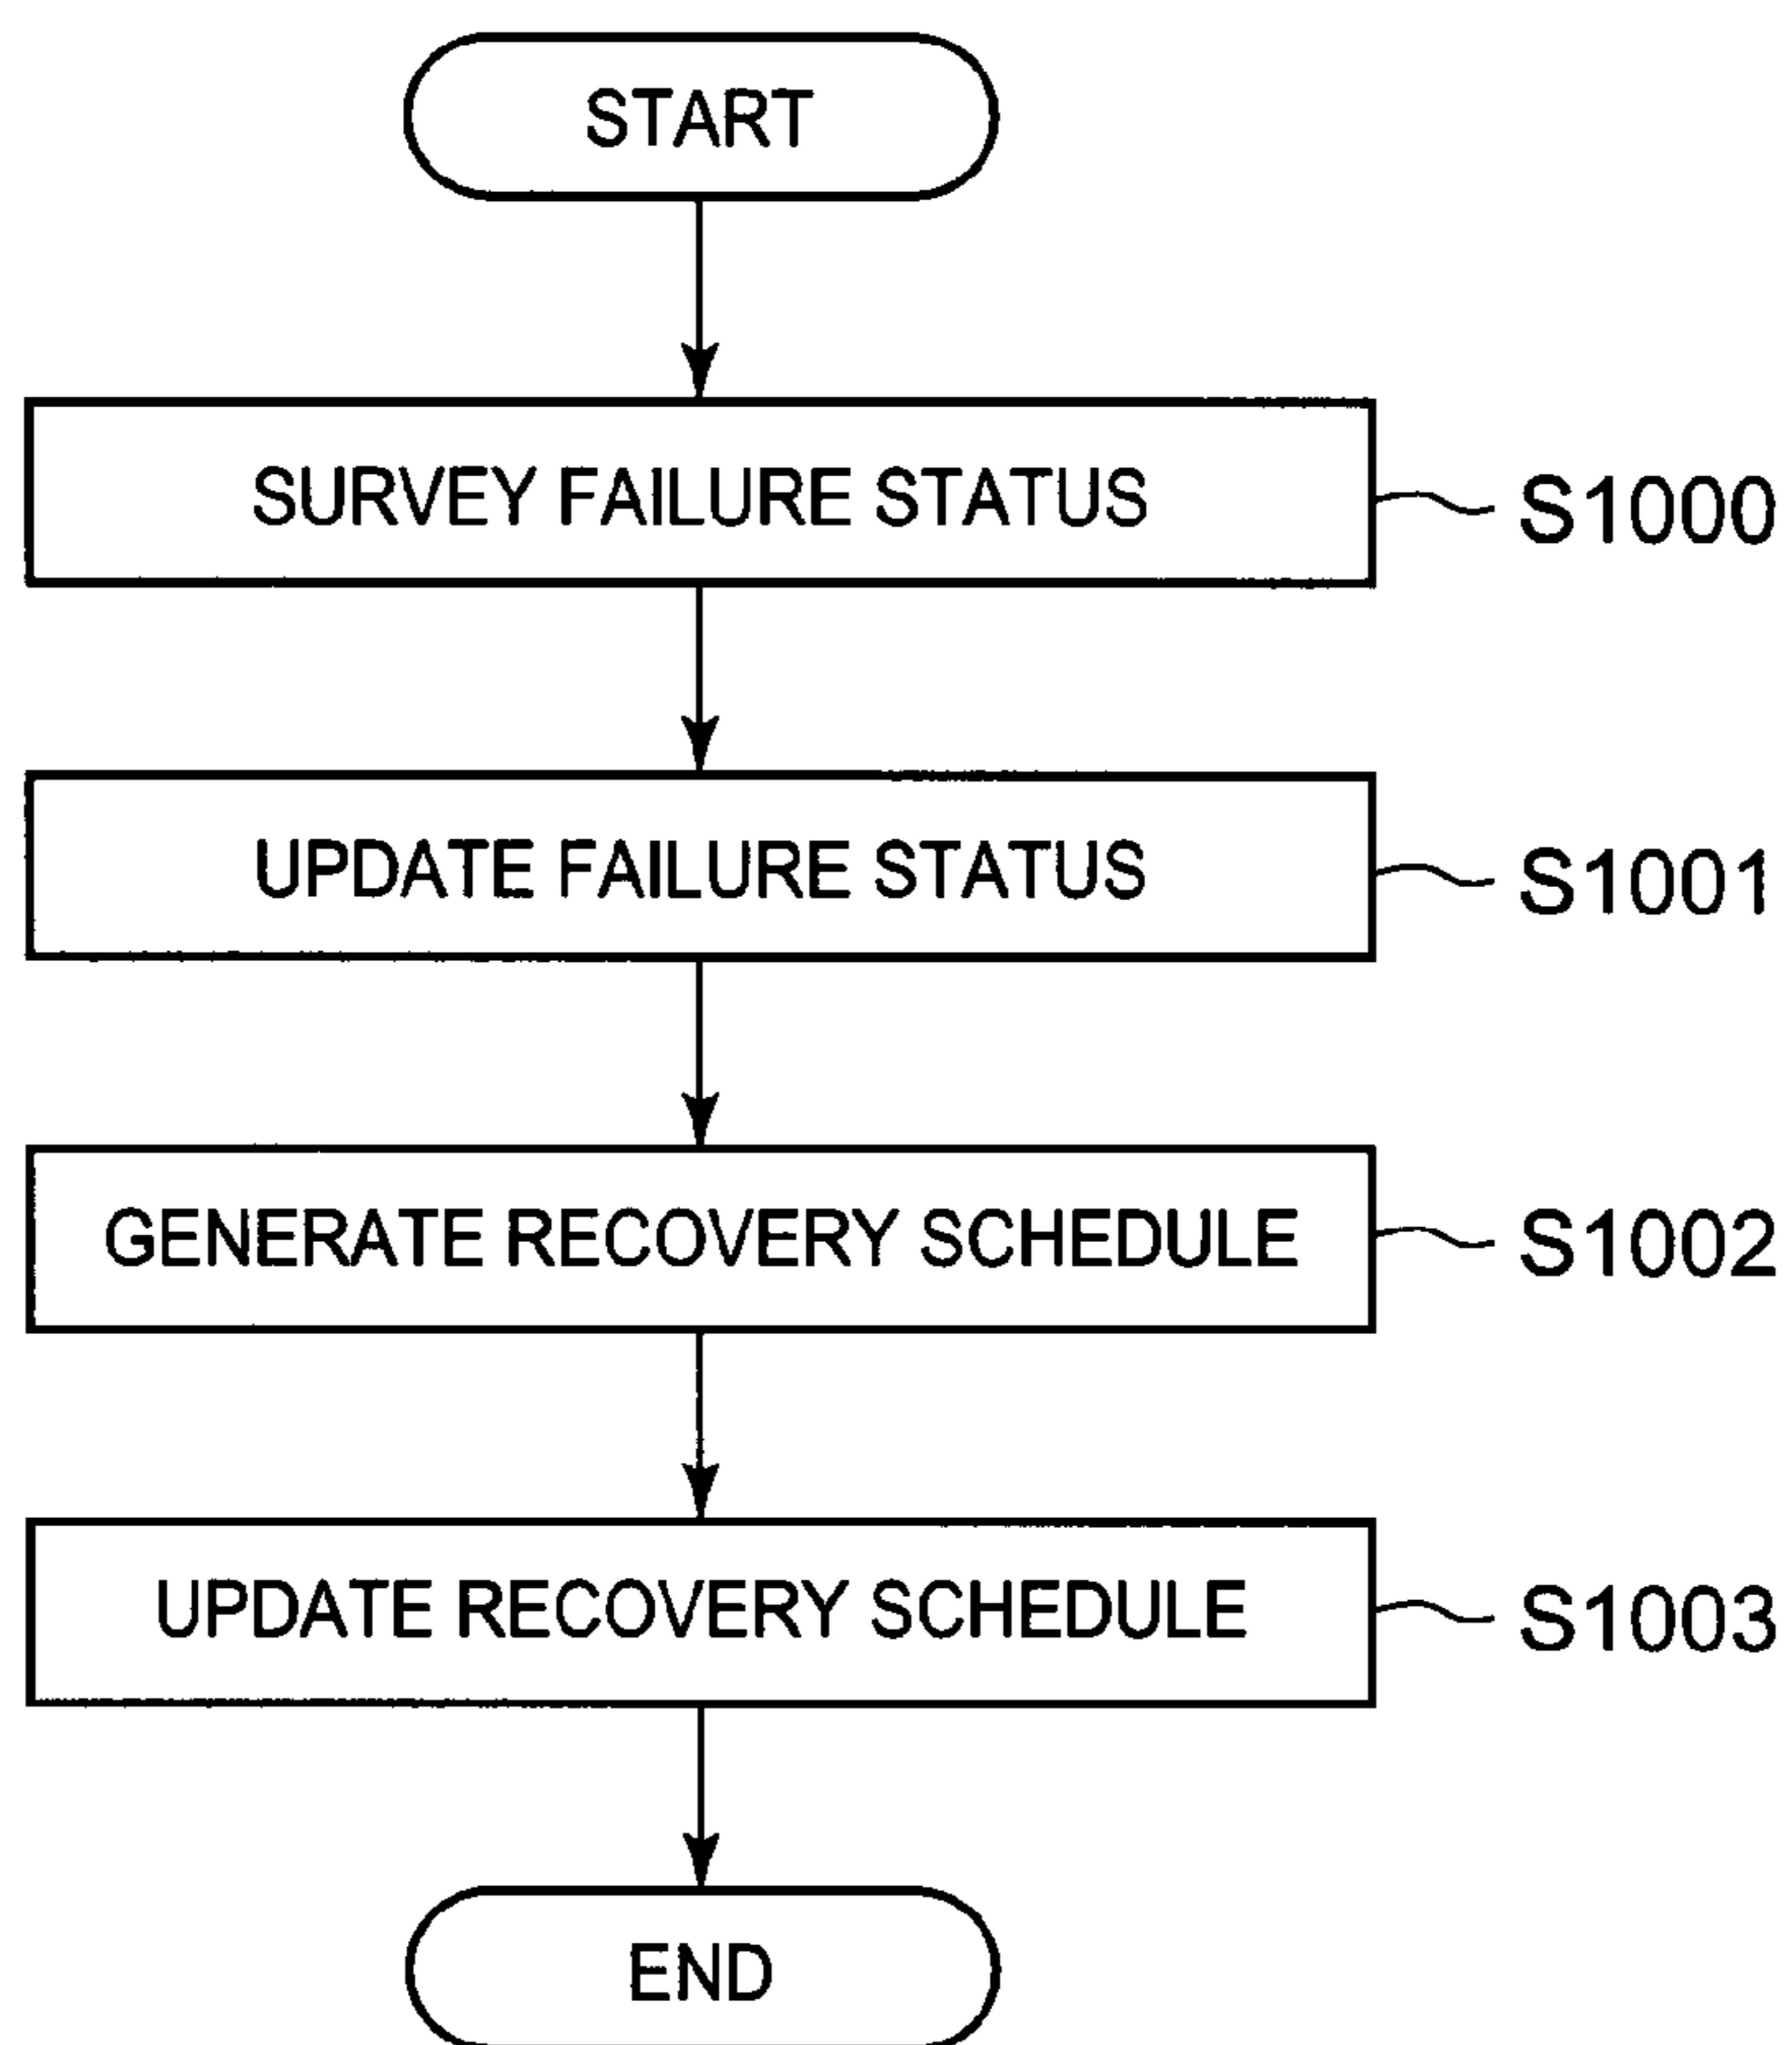 START
SURVEY FAILURE STATUS
S1000
UPDATE FAILURE STATUS
S1001
GENERATE RECOVERY SCHEDULE
S1002
UPDATE RECOVERY SCHEDULE
S1003
END